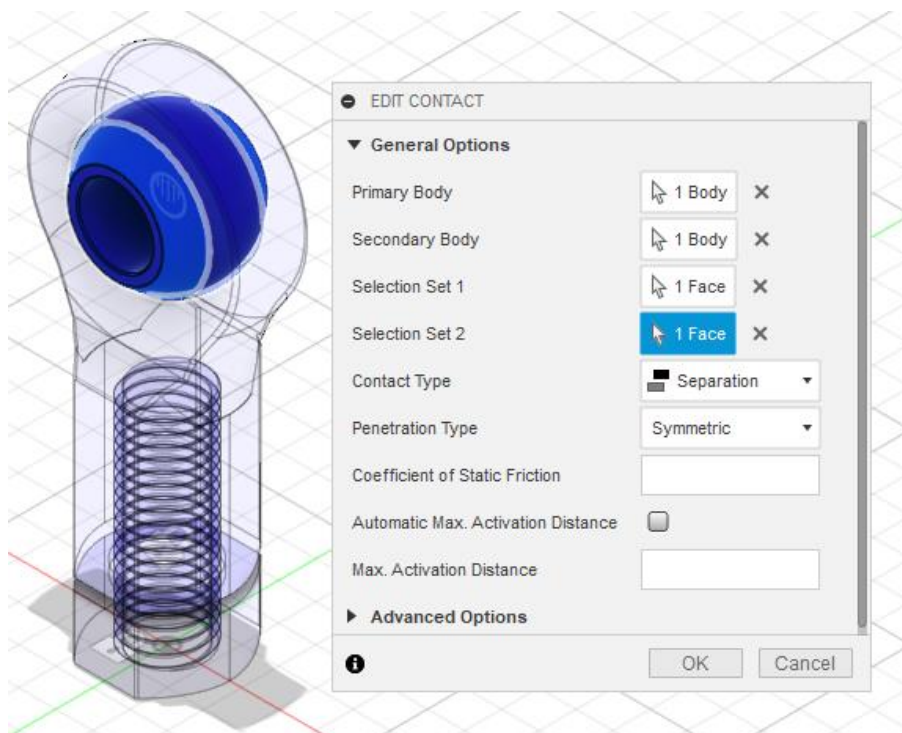 EDIT CONTACT
General Options
Primary Body 1 Body
Secondary Body 1 Body
Selection Set 1 1 Face
Selection Set 2 1 Face
Contact Type Separation
Penetration Type Symmetric
Coefficient of Static Friction
Automatic Max. Activation Distance
Max. Activation Distance
Advanced Options
OK Cancel